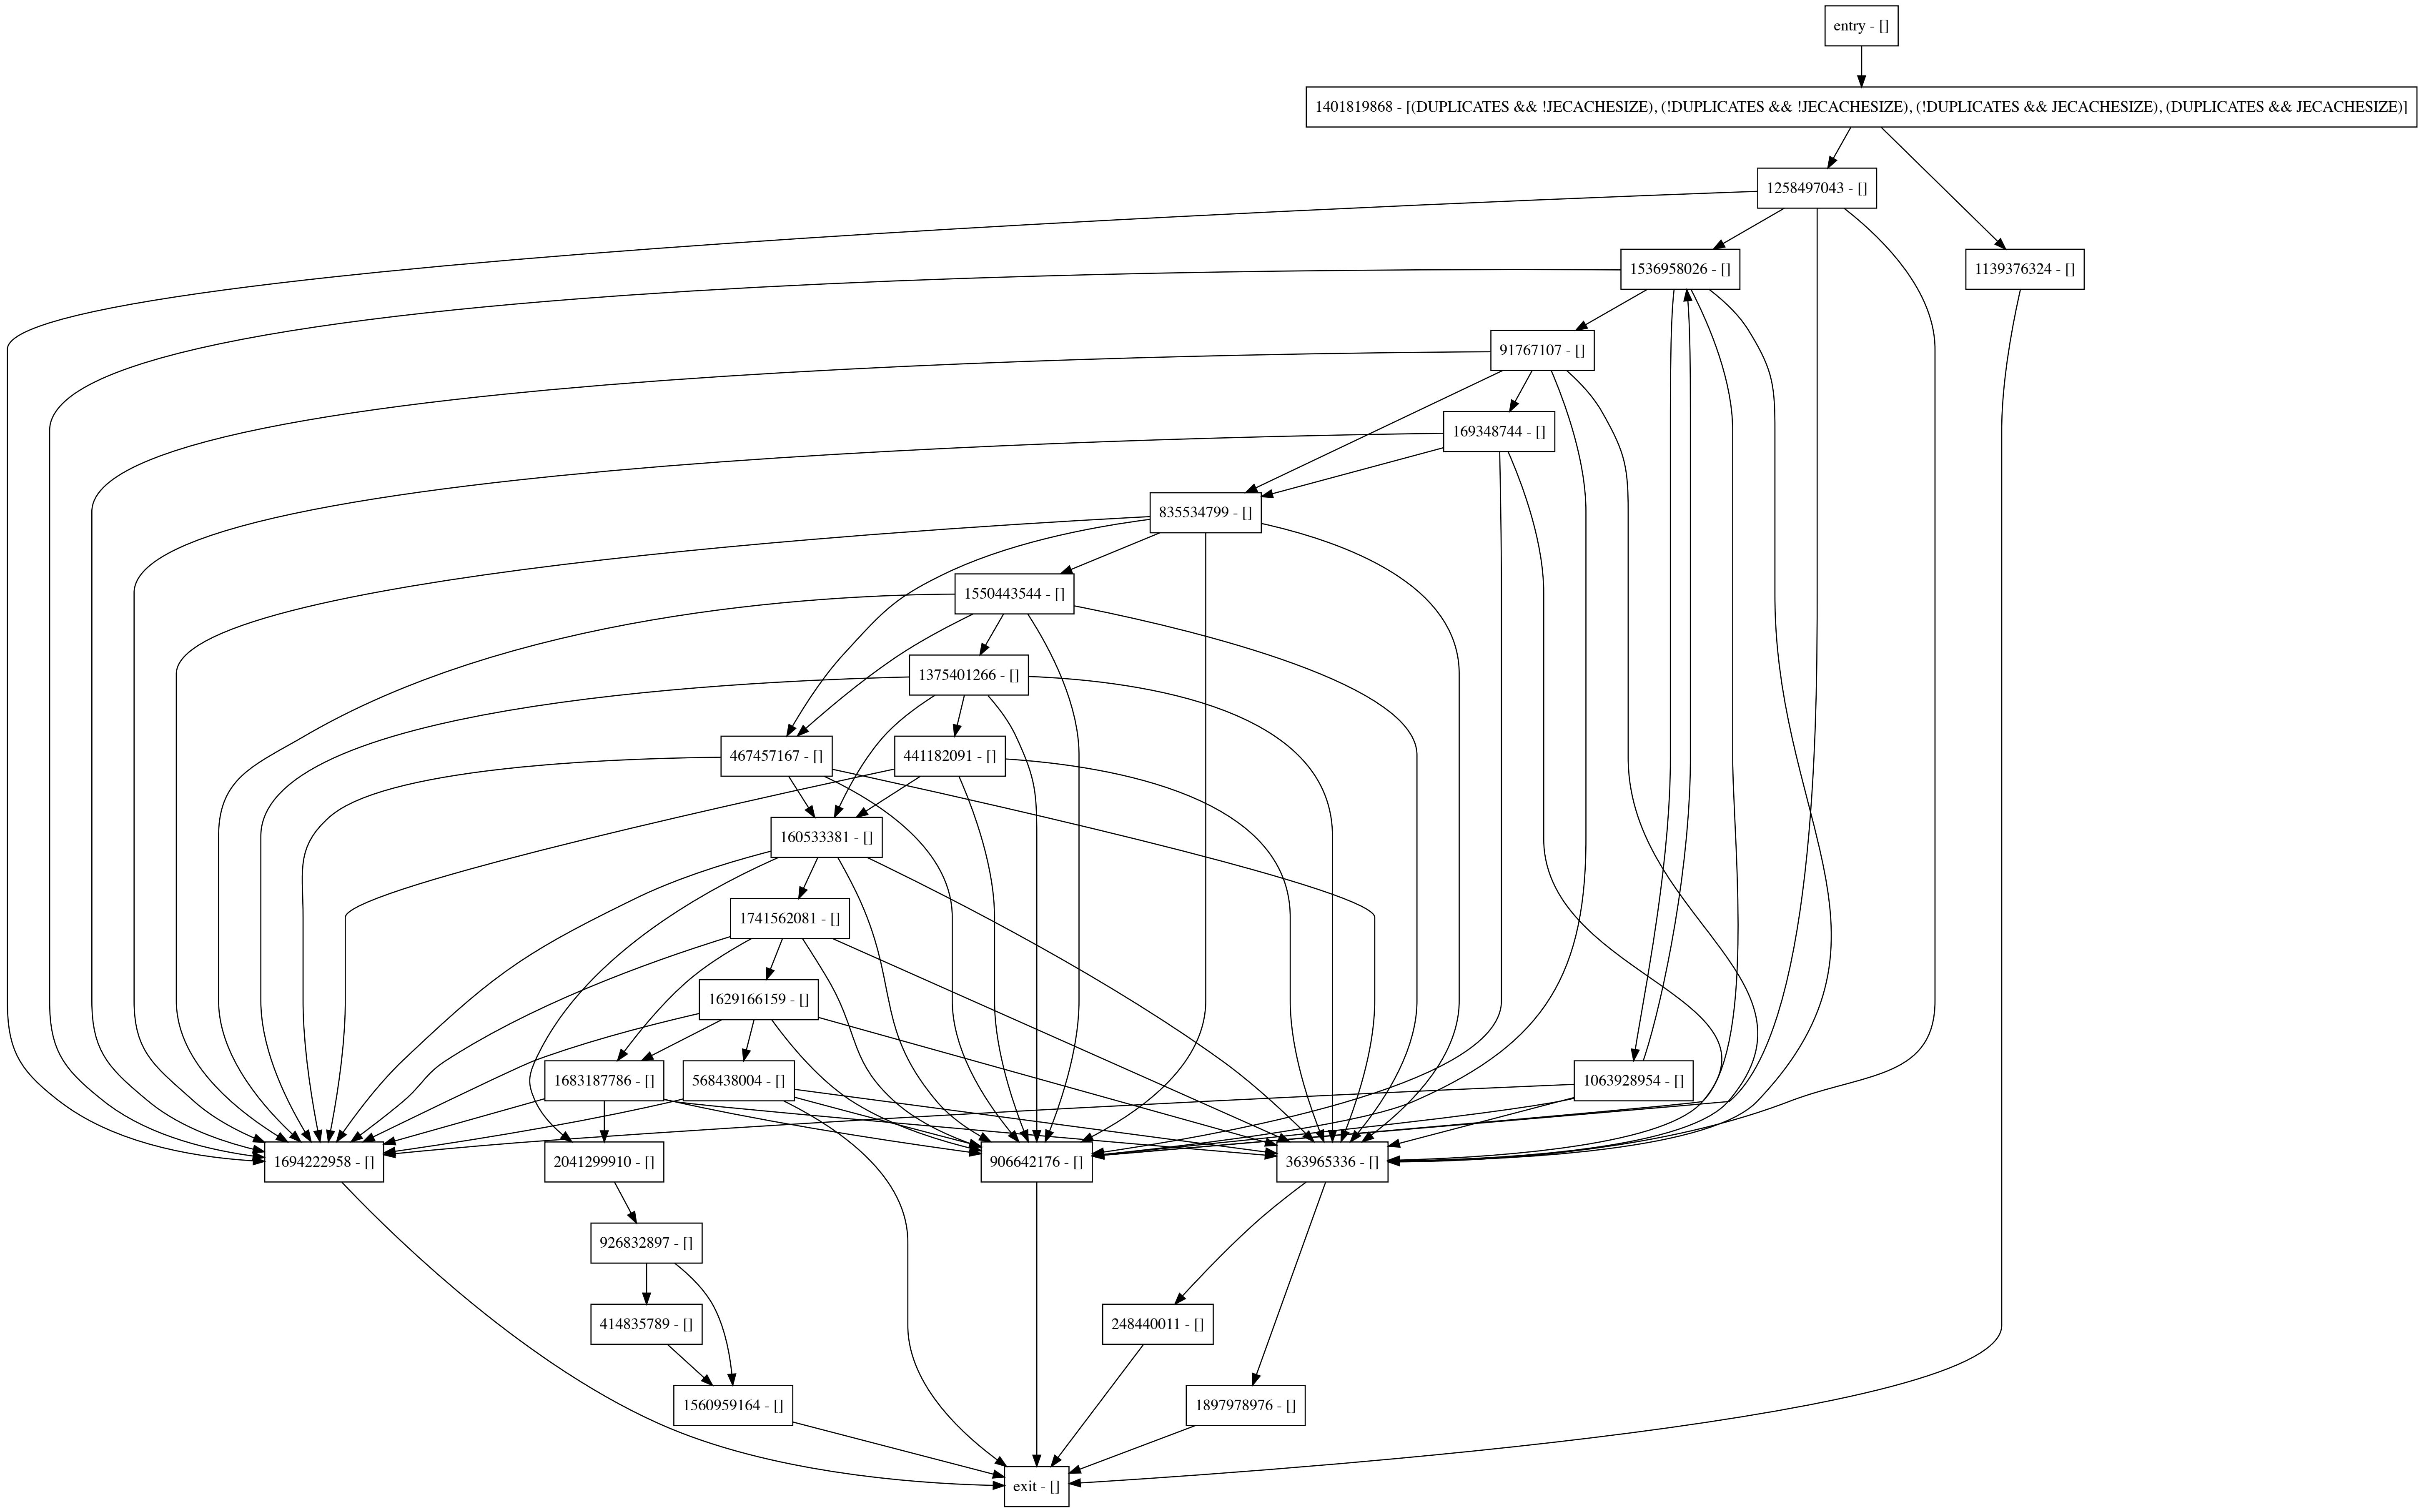 entry - []
1401819868 - [(DUPLICATES && !JECACHESIZE), (!DUPLICATES && !JECACHESIZE), (!DUPLICATES && JECACHESIZE), (DUPLICATES && JECACHESIZE)]
1258497043 - []
1536958026 - []
1139376324 - []
91767107 - []
169348744 - []
835534799 - []
1550443544 - []
1375401266 - []
467457167 - []
441182091 - []
160533381 - []
1741562081 - []
1629166159 - []
1683187786 - []
568438004 - []
1063928954 - []
1694222958 - []
2041299910 - []
906642176 - []
363965336 - []
926832897 - []
414835789 - []
248440011 - []
1560959164 - []
1897978976 - []
exit - []